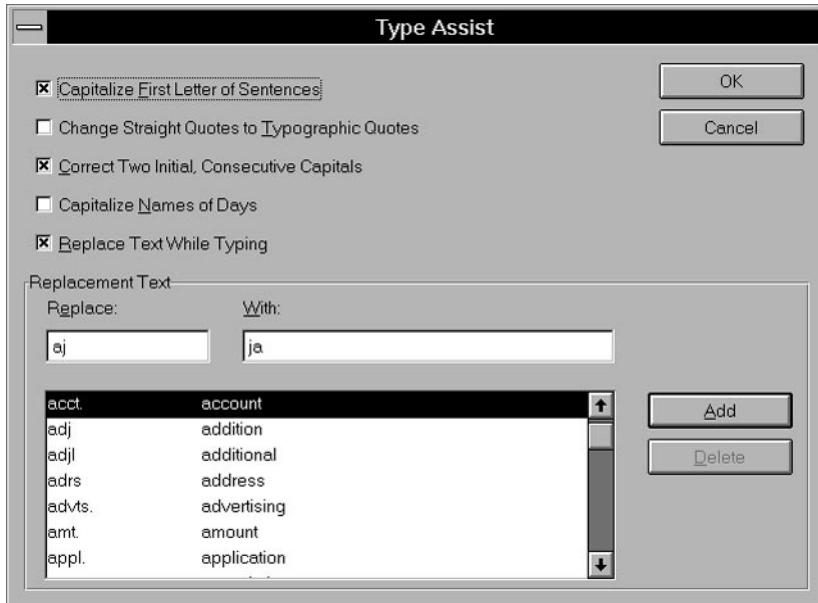 Type Assist
Capitalize First Letter of Sentences
OK
Change Straight Quotes to Typographic Quotes
Cancel
Correct Two Initial, Consecutive Capitals
Capitalize Names of Days
Replace Text While Typing
Replacement Text
Replace: With:
aj ja
acct. account
Add
adj addition
adjl additional
Delete
adrs address
advts. advertising
amt. amount
appl. application